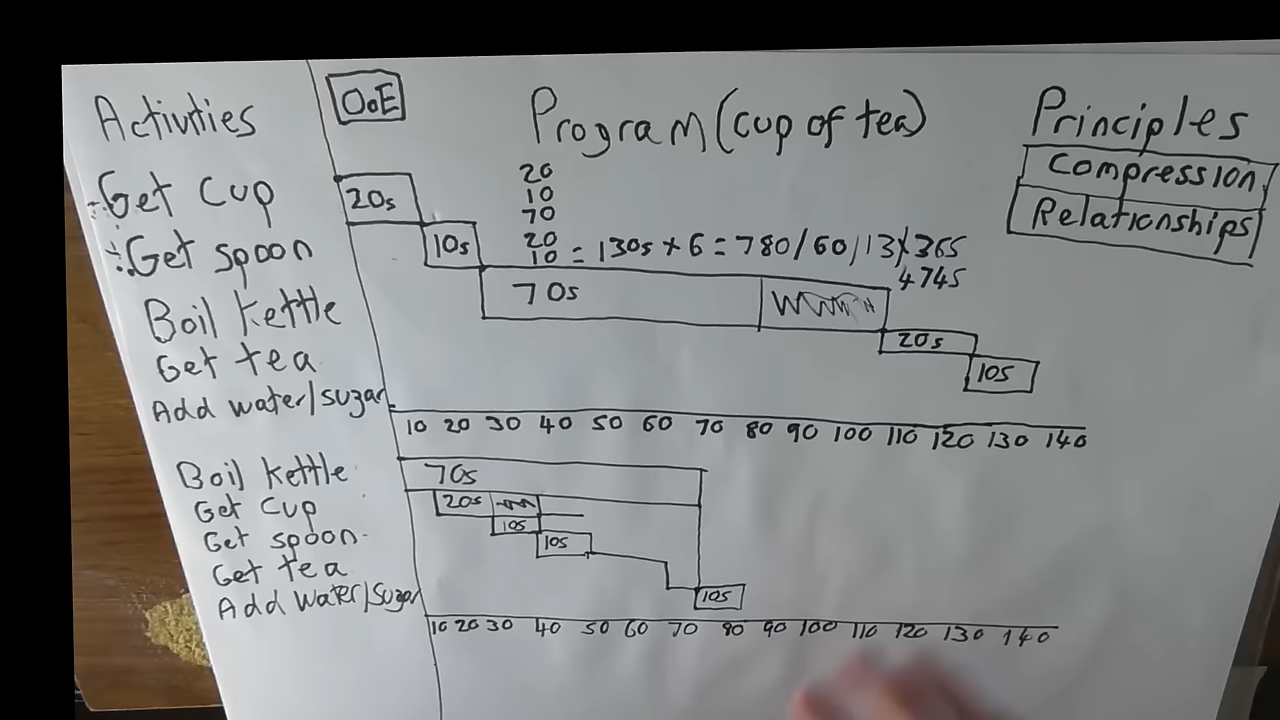 Activities
OoE
Program (cup of tea)
Principles
Compression
Relationships
Get Cup
20s
20
10
70
20
10 = 130s × 6 = 780/60, 13 × 365
4745
Get spoon
10s
Boil Kettle
70s
Get tea
20s
Add water/sugar
10s
10 20 30 40 50 60 70 80 90 100 110 120 130 140
Boil Kettle
70s
Get Cup
20s
Get spoon
10s
Get tea
10s
Add Water/Sugar
10s
10 20 30 40 50 60 70 80 90 100 110 120 130 140